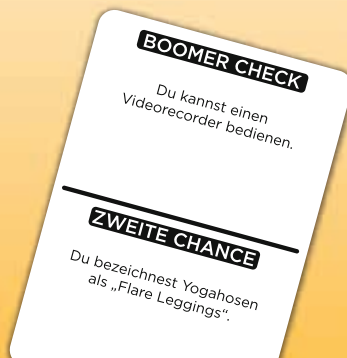 BOOMER CHECK
Du kannst einen
Videorecorder bedienen.
ZWEITE CHANCE
Du bezeichnest Yogahosen
als „Flare Leggings“.